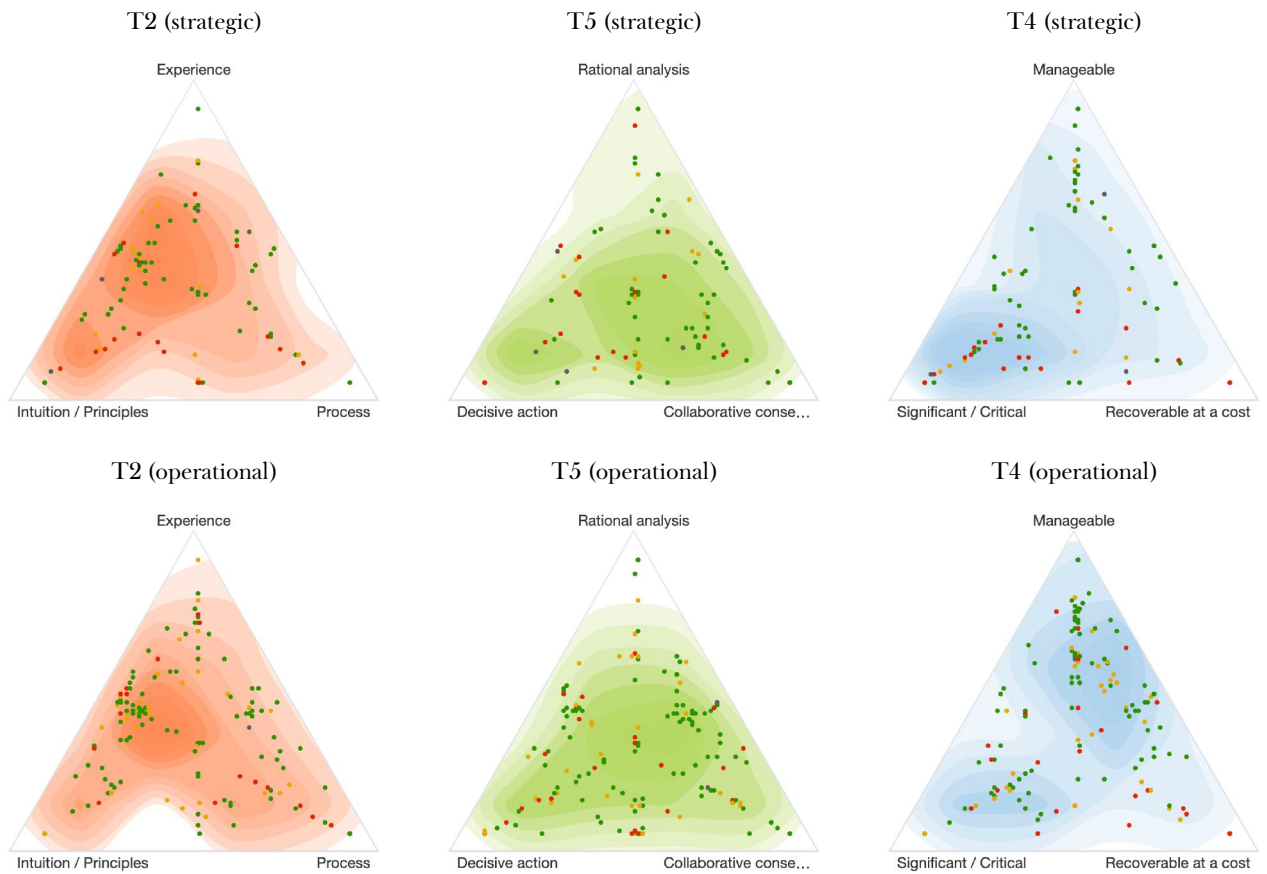 T2 (strategic)
T5 (strategic)
T4 (strategic)
Experience
Rational analysis
Manageable
Intuition / Principles
Process
Decisive action
Collaborative conse…
Significant / Critical
Recoverable at a cost
T2 (operational)
T5 (operational)
T4 (operational)
Experience
Rational analysis
Manageable
Intuition / Principles
Process
Decisive action
Collaborative conse…
Significant / Critical
Recoverable at a cost